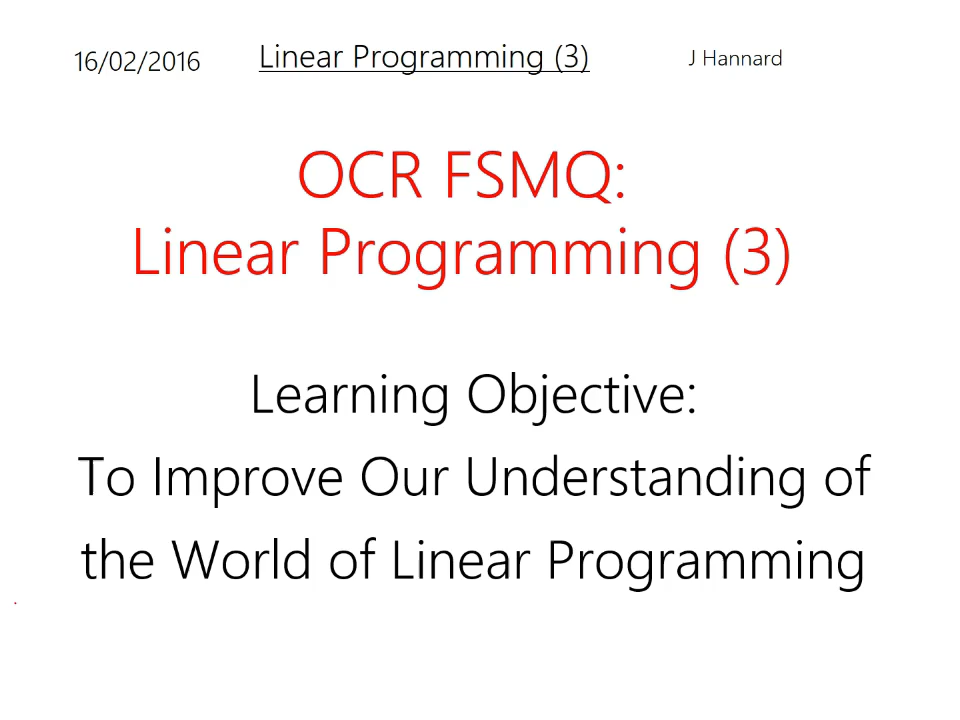 16/02/2016 Linear Programming (3) J Hannard
OCR FSMQ:
Linear Programming (3)
Learning Objective:
To Improve Our Understanding of
the World of Linear Programming